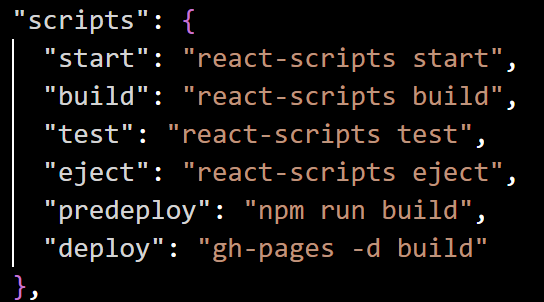 "scripts": {
"start": "react-scripts start",
"build": "react-scripts build",
"test": "react-scripts test",
"eject": "react-scripts eject",
"predeploy": "npm run build",
"deploy": "gh-pages -d build"
},